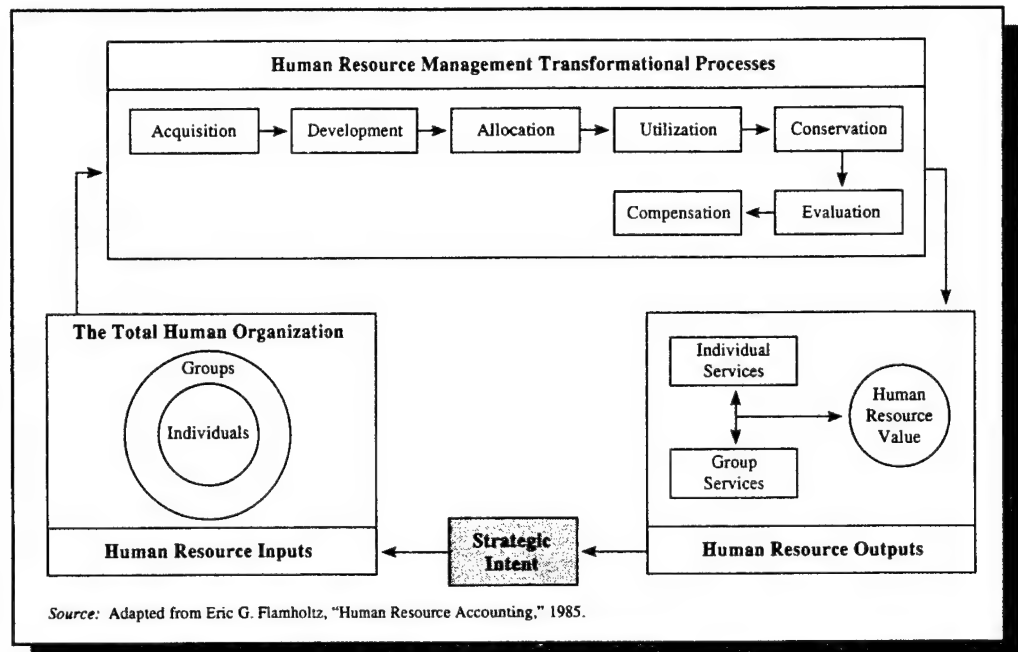 Human Resource Management Transformational Processes
Acquisition
Development
Allocation
Utilization
Conservation
Compensation
Evaluation
The Total Human Organization
Groups
Individuals
Human Resource Inputs
Strategic
Intent
Individual
Services
Group
Services
Human
Resource
Value
Human Resource Outputs
Source: Adapted from Eric G. Flamholtz, "Human Resource Accounting," 1985.